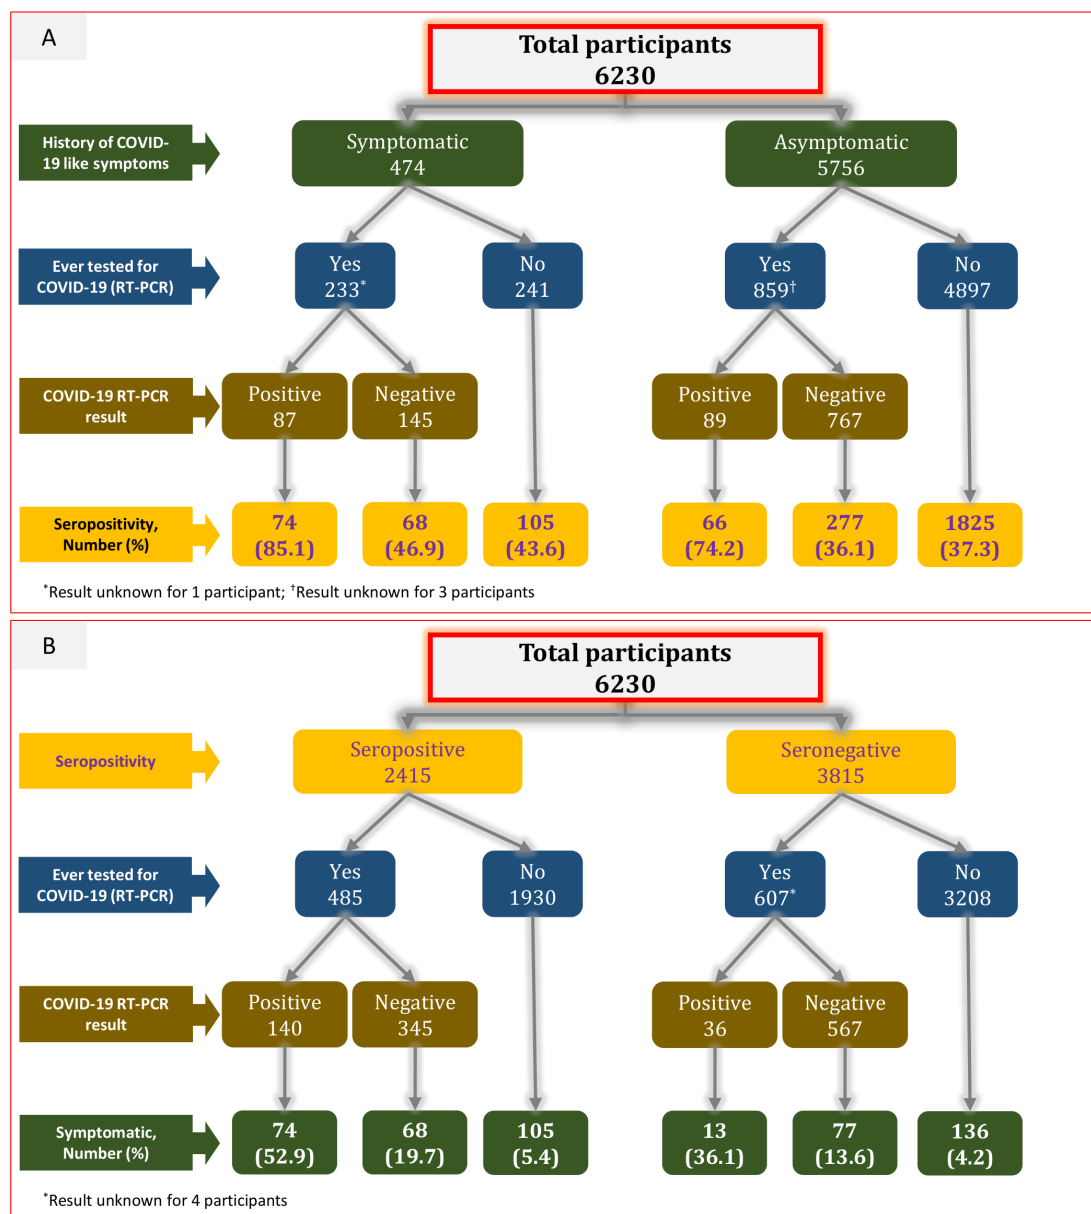 A
Total participants
6230
History of COVID-
19 like symptoms
Symptomatic
474
Asymptomatic
5756
Ever tested for
COVID-19 (RT-PCR)
Yes
233*
No
241
Yes
859†
No
4897
COVID-19 RT-PCR
result
Positive
87
Negative
145
Positive
89
Negative
767
Seropositivity,
Number (%)
74
(85.1)
68
(46.9)
105
(43.6)
66
(74.2)
277
(36.1)
1825
(37.3)
*Result unknown for 1 participant; †Result unknown for 3 participants
B
Total participants
6230
Seropositivity
Seropositive
2415
Seronegative
3815
Ever tested for
COVID-19 (RT-PCR)
Yes
485
No
1930
Yes
607*
No
3208
COVID-19 RT-PCR
result
Positive
140
Negative
345
Positive
36
Negative
567
Symptomatic,
Number (%)
74
(52.9)
68
(19.7)
105
(5.4)
13
(36.1)
77
(13.6)
136
(4.2)
*Result unknown for 4 participants